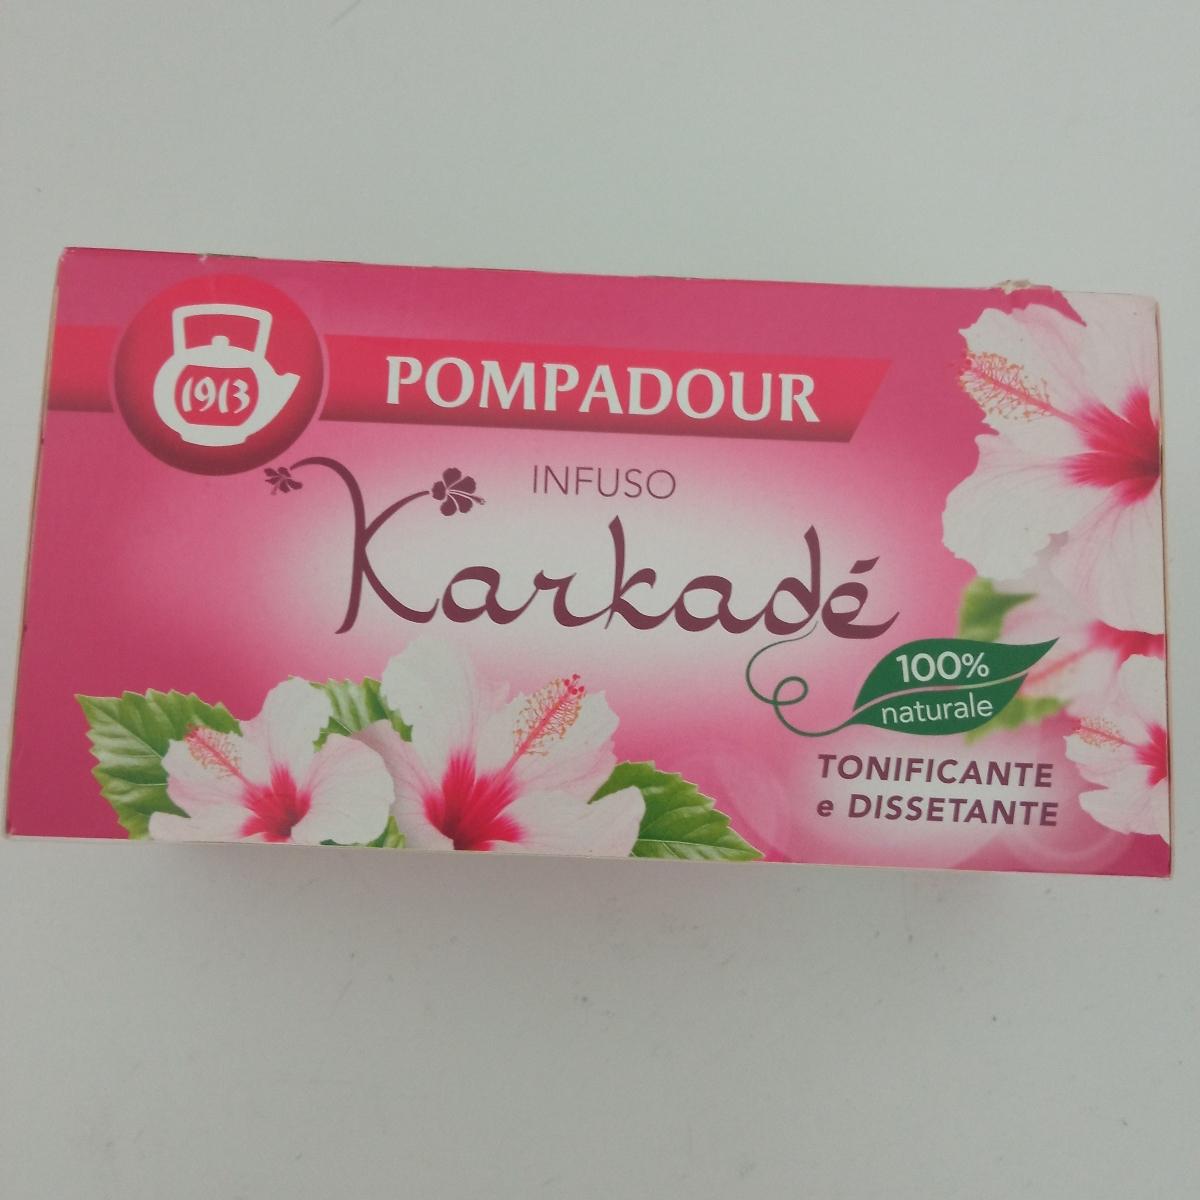 1913
POMPADOUR
INFUSO
Karkadé
100%
naturale
TONIFICANTE
e DISSETANTE